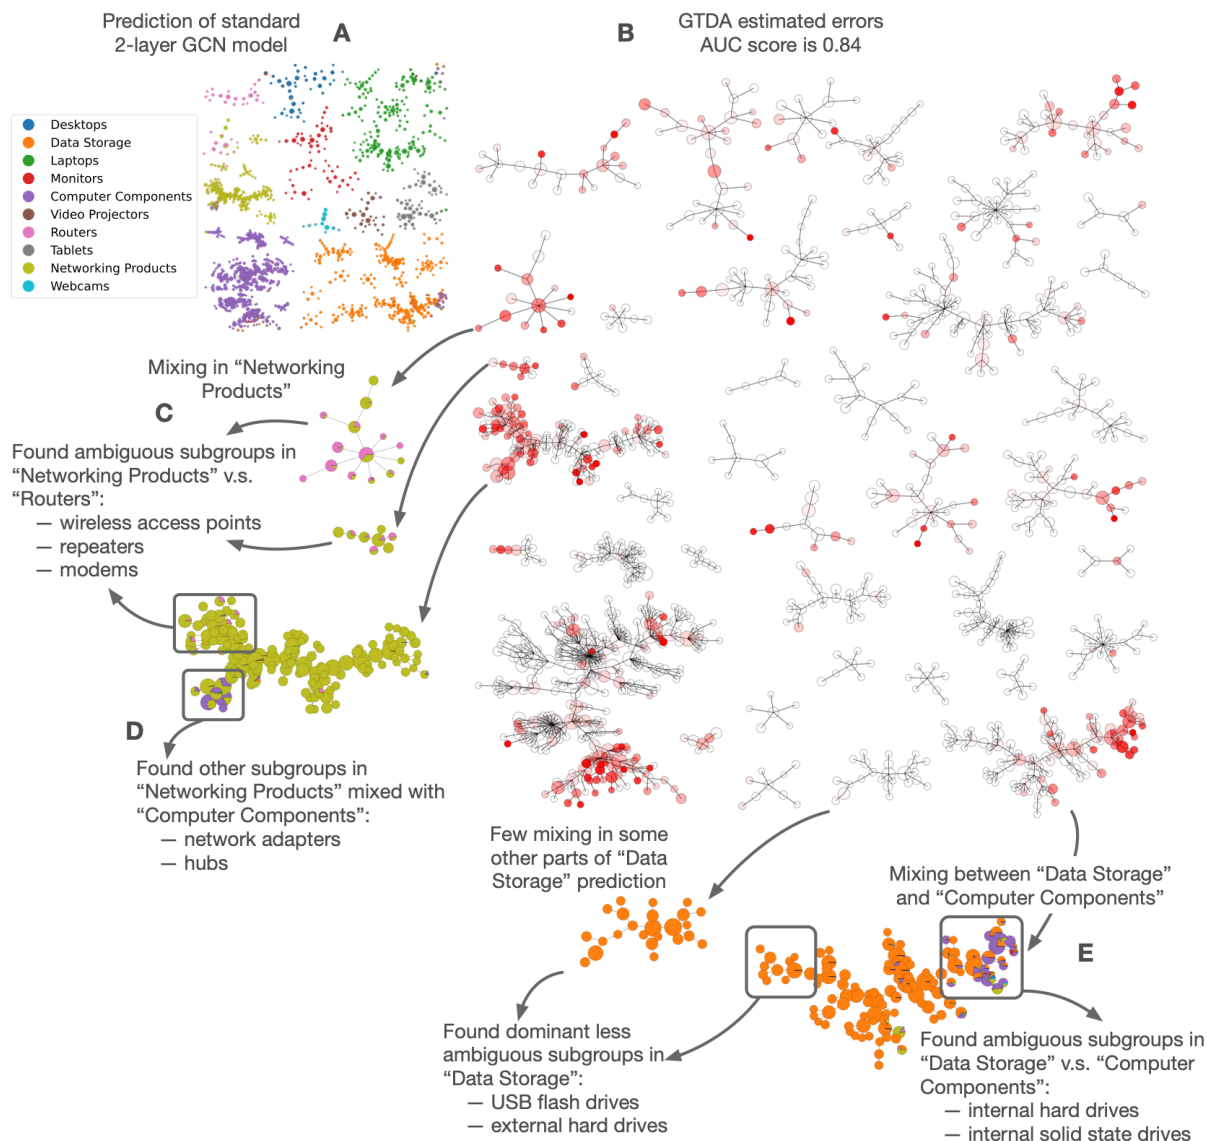 Prediction of standard
2-layer GCN model
A
B
GTDA estimated errors
AUC score is 0.84
Desktops
Data Storage
Laptops
Monitors
Computer Components
Video Projectors
Routers
Tablets
Networking Products
Webcams
Mixing in “Networking
Products”
C
Found ambiguous subgroups in
“Networking Products” v.s.
“Routers”:
— wireless access points
— repeaters
— modems
D
Found other subgroups in
“Networking Products” mixed with
“Computer Components”:
— network adapters
— hubs
Few mixing in some
other parts of “Data
Storage” prediction
Mixing between “Data Storage”
and “Computer Components”
E
Found dominant less
ambiguous subgroups in
“Data Storage”:
— USB flash drives
— external hard drives
Found ambiguous subgroups in
“Data Storage” v.s. “Computer
Components”:
— internal hard drives
— internal solid state drives